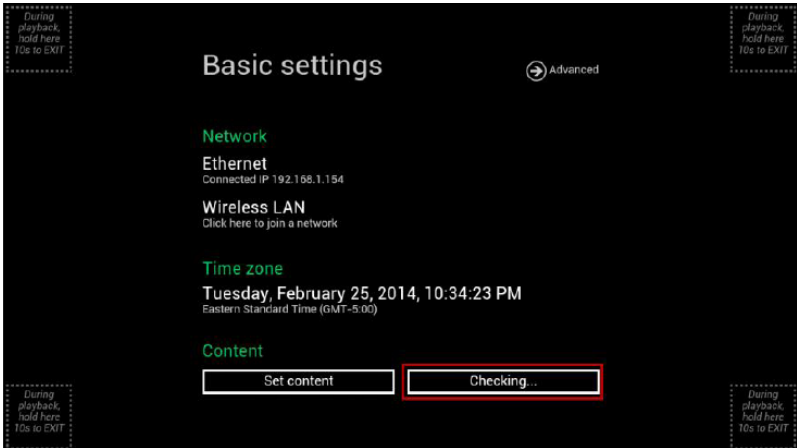 During
playback,
hold here
10s to EXIT
During
playback,
hold here
10s to EXIT
Basic settings
Advanced
Network
Ethernet
Connected IP 192.168.1.154
Wireless LAN
Click here to join a network
Time zone
Tuesday, February 25, 2014, 10:34:23 PM
Eastern Standard Time (GMT-5:00)
Content
Set content
Checking...
During
playback,
hold here
10s to EXIT
During
playback,
hold here
10s to EXIT